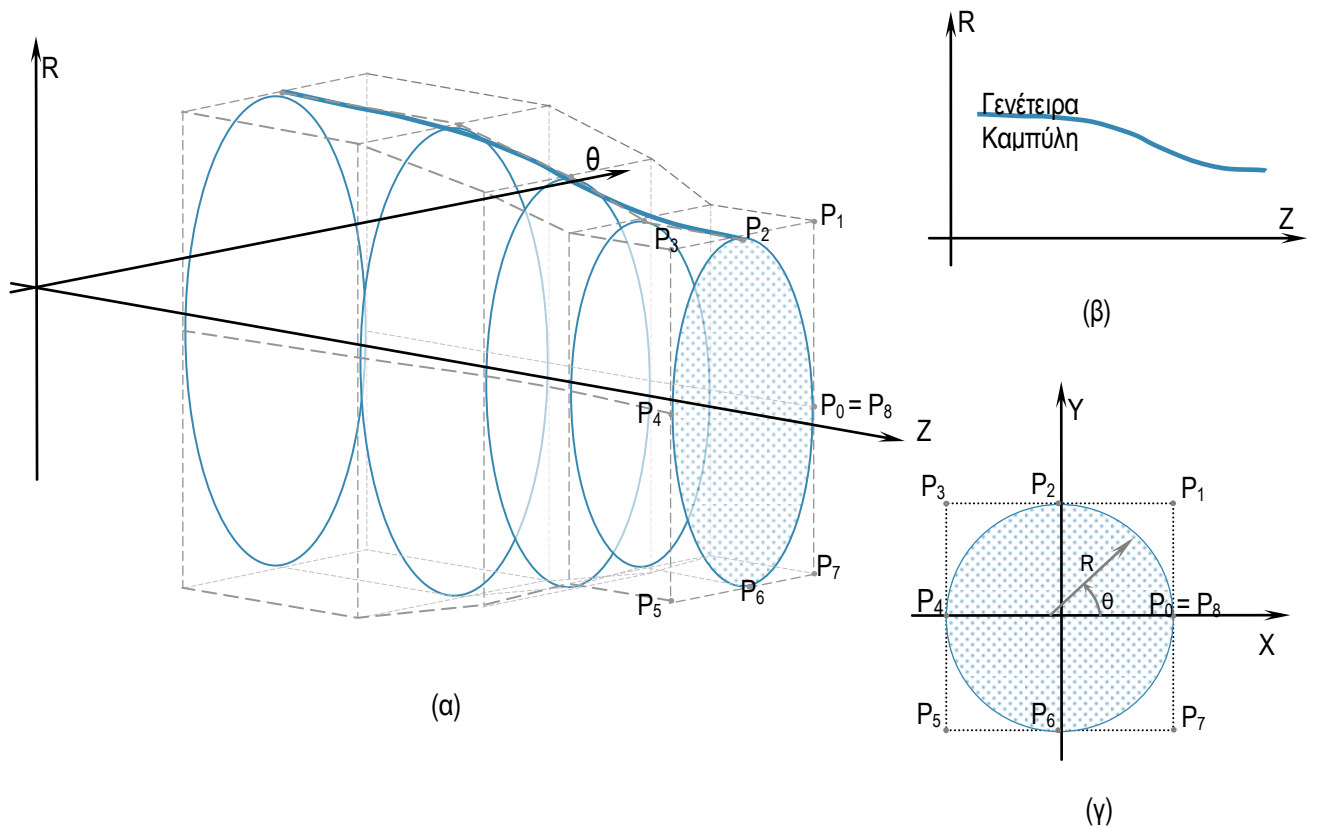 R
θ
P₁
P₂
P₃
P₀ = P₈
P₄
Z
P₇
P₆
P₅
(α)
R
Γενέτειρα
Καμπύλη
Z
(β)
Y
P₃
P₂
P₁
R
θ
P₄
P₀ = P₈
X
P₅
P₆
P₇
(γ)